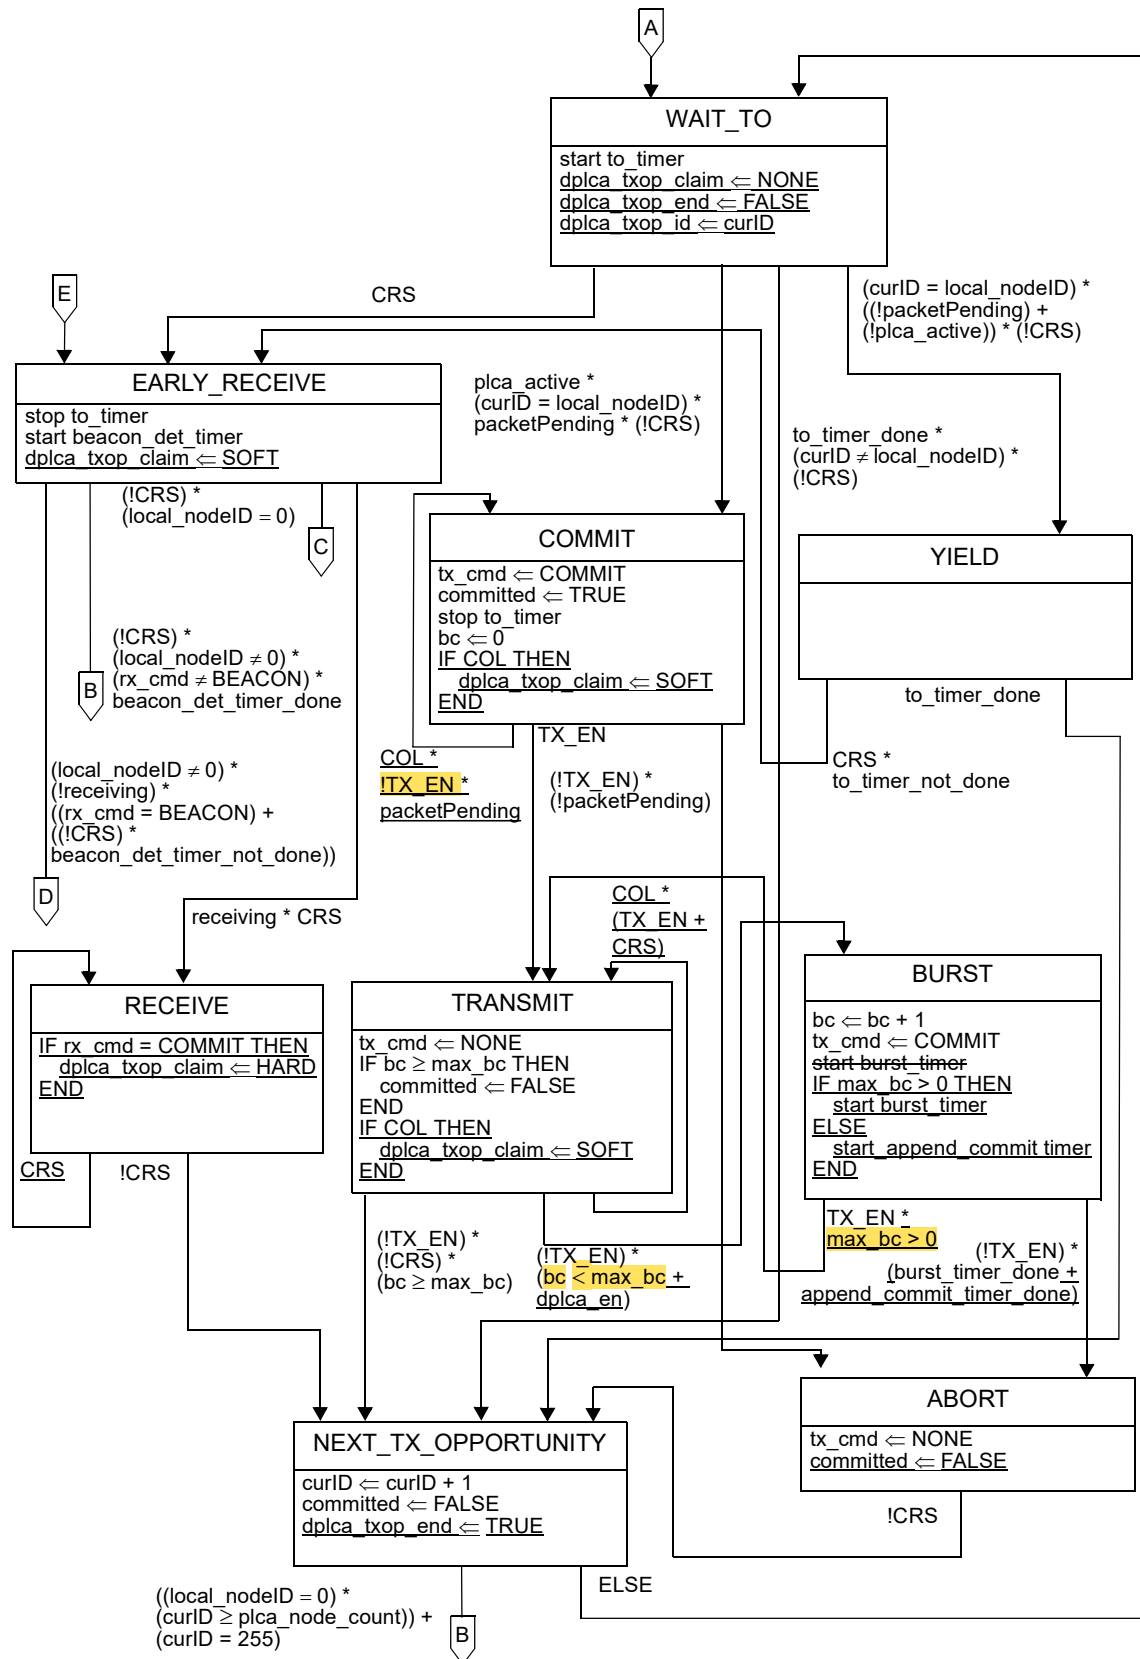 A
WAIT_TO
start to_timer
dplca_txop_claim ⇐ NONE
dplca_txop_end ⇐ FALSE
dplca_txop_id ⇐ curID
E
CRS
(curID = local_nodeID) *
((!packetPending) +
(!plca_active)) * (!CRS)
EARLY_RECEIVE
stop to_timer
start beacon_det_timer
dplca_txop_claim ⇐ SOFT
plca_active *
(curID = local_nodeID) *
packetPending * (!CRS)
to_timer_done *
(curID ≠ local_nodeID) *
(!CRS)
(!CRS) *
(local_nodeID = 0)
C
COMMIT
tx_cmd ⇐ COMMIT
committed ⇐ TRUE
stop to_timer
bc ⇐ 0
IF COL THEN
dplca_txop_claim ⇐ SOFT
END
YIELD
(!CRS) *
(local_nodeID ≠ 0) *
(rx_cmd ≠ BEACON) *
beacon_det_timer_done
B
to_timer_done
TX_EN
COL *
!TX_EN *
packetPending
(!TX_EN) *
(!packetPending)
CRS *
to_timer_not_done
(local_nodeID ≠ 0) *
(!receiving) *
((rx_cmd = BEACON) +
((!CRS) *
beacon_det_timer_not_done))
D
receiving * CRS
COL *
(TX_EN +
CRS)
RECEIVE
IF rx_cmd = COMMIT THEN
dplca_txop_claim ⇐ HARD
END
TRANSMIT
tx_cmd ⇐ NONE
IF bc ≥ max_bc THEN
committed ⇐ FALSE
END
IF COL THEN
dplca_txop_claim ⇐ SOFT
END
BURST
bc ⇐ bc + 1
tx_cmd ⇐ COMMIT
start burst_timer
IF max_bc > 0 THEN
start burst_timer
ELSE
start_append_commit timer
END
CRS
!CRS
(!TX_EN) *
(!CRS) *
(bc ≥ max_bc)
(!TX_EN) *
(bc < max_bc +
dplca_en)
TX_EN *
max_bc > 0
(!TX_EN) *
(burst_timer_done +
append_commit_timer_done)
ABORT
tx_cmd ⇐ NONE
committed ⇐ FALSE
NEXT_TX_OPPORTUNITY
curID ⇐ curID + 1
committed ⇐ FALSE
dplca_txop_end ⇐ TRUE
!CRS
ELSE
((local_nodeID = 0) *
(curID ≥ plca_node_count)) +
(curID = 255)
B